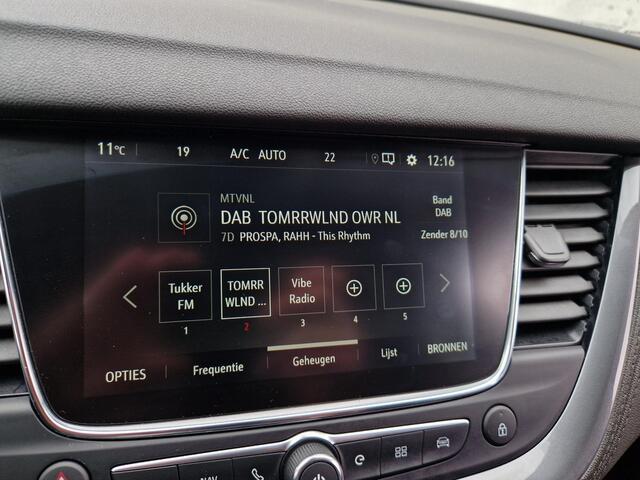 11°C 19 A/C AUTO 22 12:16
MTVNL
DAB TOMRRWLND OWR NL
7D PROSPA, RAHH - This Rhythm
Band
DAB
Zender 8/10
Tukker
FM
TOMRR
WLND ...
Vibe
Radio
1 2 3 4 5
OPTIES Frequentie Geheugen Lijst BRONNEN
NAV